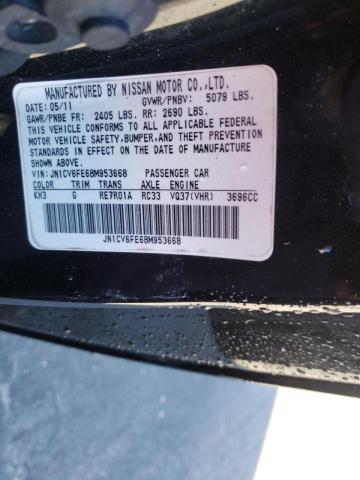 MANUFACTURED BY NISSAN MOTOR CO.,LTD.
DATE: 05/11 GVWR/PNBV: 5079 LBS.
GAWR/PNBE FR: 2405 LBS. RR: 2690 LBS.
THIS VEHICLE CONFORMS TO ALL APPLICABLE FEDERAL
MOTOR VEHICLE SAFETY,BUMPER,AND THEFT PREVENTION
STANDARDS IN EFFECT ON THE DATE OF
MANUFACTURE SHOWN ABOVE.
VIN: JN1CV6FE6BM953668 PASSENGER CAR
COLOR TRIM TRANS AXLE ENGINE
KH3 G RE7R01A RC33 VQ37(VHR) 3696CC
JN1CV6FE6BM953668